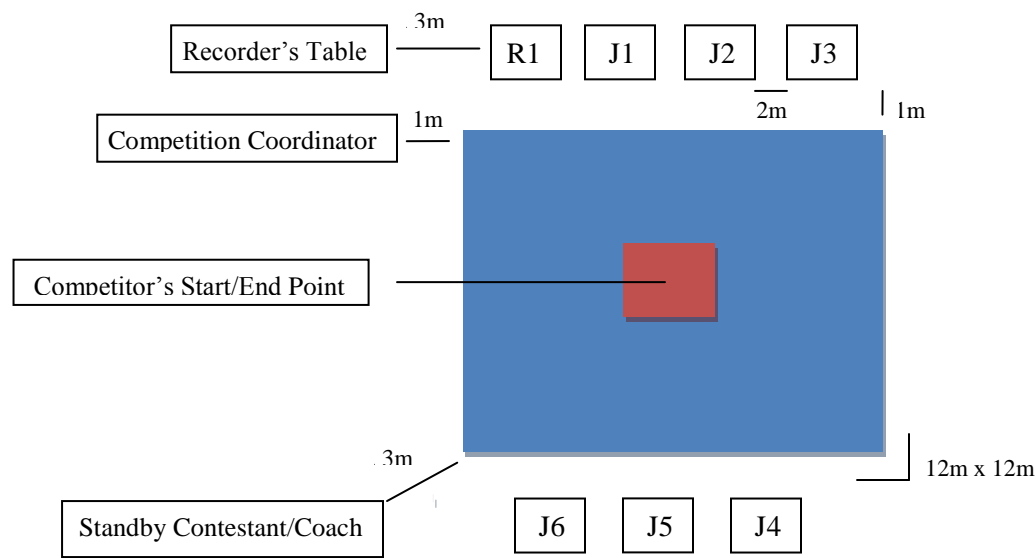 3m
Recorder's Table
R1
J1
J2
J3
2m
1m
1m
Competition Coordinator
Competitor's Start/End Point
3m
12m x 12m
Standby Contestant/Coach
J6
J5
J4